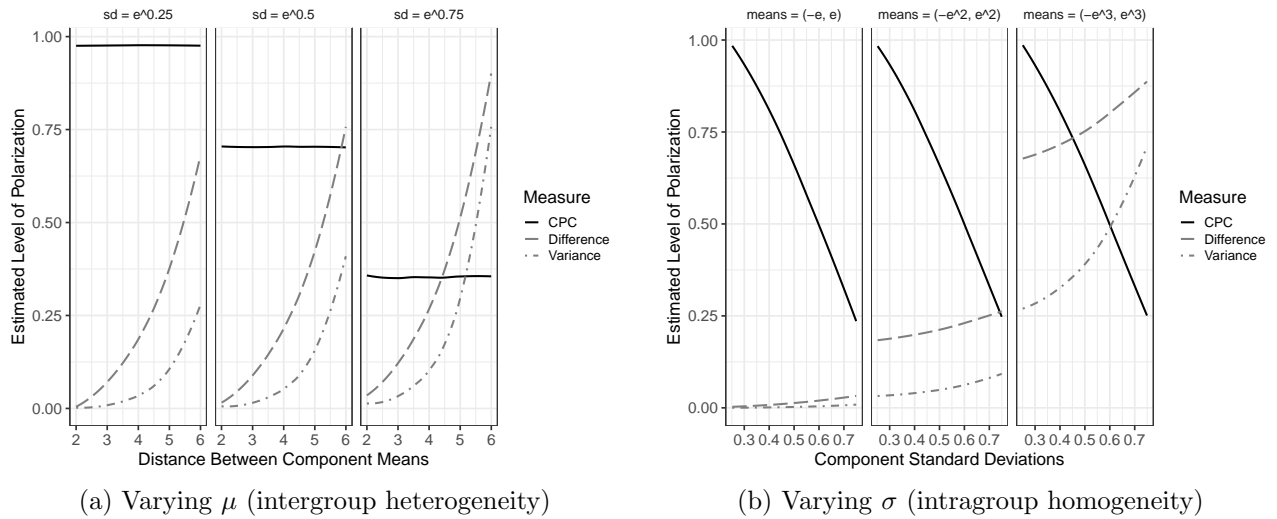 sd = e^0.25
sd = e^0.5
sd = e^0.75
Estimated Level of Polarization
1.00
0.75
0.50
0.25
0.00
2 3 4 5 6
2 3 4 5 6
2 3 4 5 6
Distance Between Component Means
Measure
CPC
Difference
Variance
(a) Varying μ (intergroup heterogeneity)
means = (−e, e)
means = (−e^2, e^2)
means = (−e^3, e^3)
Estimated Level of Polarization
1.00
0.75
0.50
0.25
0.00
0.3 0.4 0.5 0.6 0.7
0.3 0.4 0.5 0.6 0.7
0.3 0.4 0.5 0.6 0.7
Component Standard Deviations
Measure
CPC
Difference
Variance
(b) Varying σ (intragroup homogeneity)